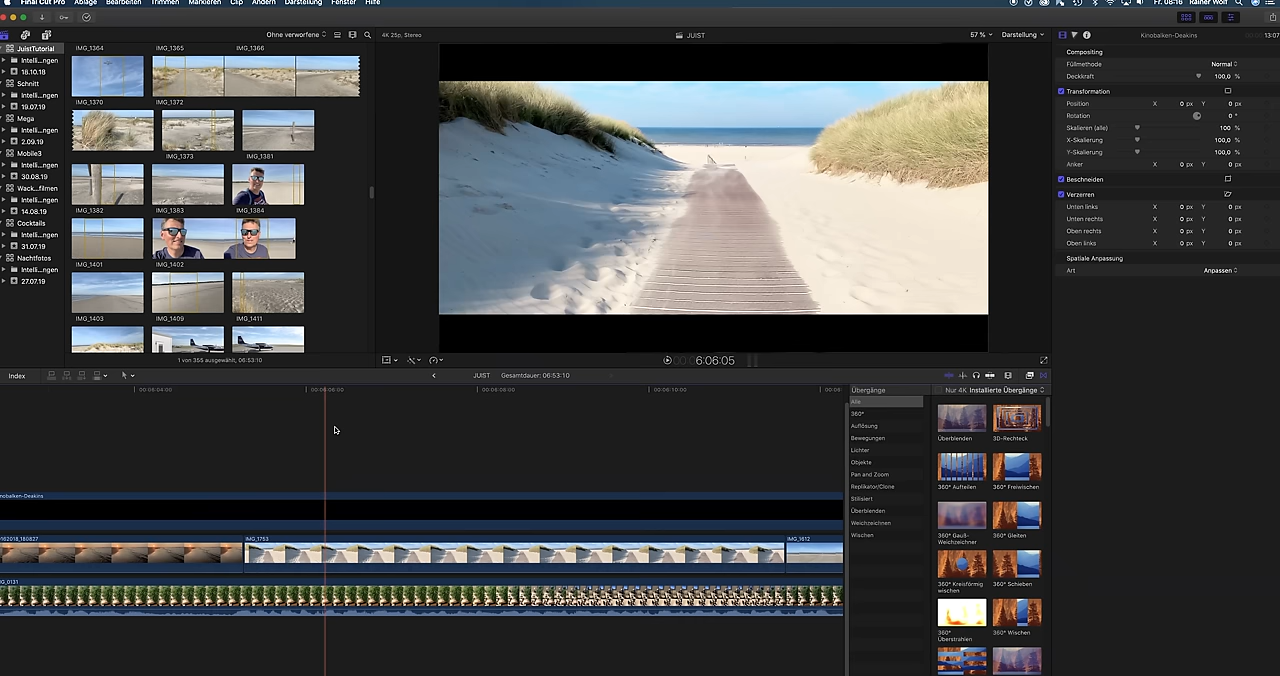 Final Cut Pro Ablage Bearbeiten Trimmen Markieren Clip Ändern Darstellung Fenster Hilfe Fr. 08:16 Rainer Wolf
Ohne verworfene 4K 25p, Stereo JUIST 57 % Darstellung Kinobalken-Deakins 13:07
JuistTutorial
Intelli...ngen
18.10.18
Schnitt
Intelli...ngen
19.07.19
Mega
Intelli...ngen
2.09.19
Mobile3
Intelli...ngen
30.08.19
Wack...filmen
Intelli...ngen
14.08.19
Cocktails
Intelli...ngen
31.07.19
Nachtfotos
Intelli...ngen
27.07.19
IMG_1364 IMG_1365 IMG_1366
IMG_1370 IMG_1372
IMG_1373 IMG_1381
IMG_1382 IMG_1383 IMG_1384
IMG_1401 IMG_1402
IMG_1403 IMG_1409 IMG_1411
1 von 355 ausgewählt, 06:53:10
6:06:05
Compositing
Füllmethode Normal
Deckkraft 100,0 %
Transformation
Position X 0 px Y 0 px
Rotation 0 °
Skalieren (alle) 100 %
X-Skalierung 100,0 %
Y-Skalierung 100,0 %
Anker X 0 px Y 0 px
Beschneiden
Verzerren
Unten links X 0 px Y 0 px
Unten rechts X 0 px Y 0 px
Oben rechts X 0 px Y 0 px
Oben links X 0 px Y 0 px
Spatiale Anpassung
Art Anpassen
Index JUIST Gesamtdauer: 06:53:10
00:06:04:00 00:06:06:00 00:06:08:00 00:06:10:00
nobalken-Deakins
0162018_180827 IMG_1753 IMG_1612
IMG_0131
Übergänge Nur 4K Installierte Übergänge
Alle
360°
Auflösung
Bewegungen
Lichter
Objekte
Pan and Zoom
Replikator/Clone
Stilisiert
Überblenden
Weichzeichnen
Wischen
Überblenden 3D-Rechteck
360° Aufteilen 360° Freiwischen
360° Gauß-Weichzeichner 360° Gleiten
360° Kreisförmig wischen 360° Schieben
360° Überstrahlen 360° Wischen